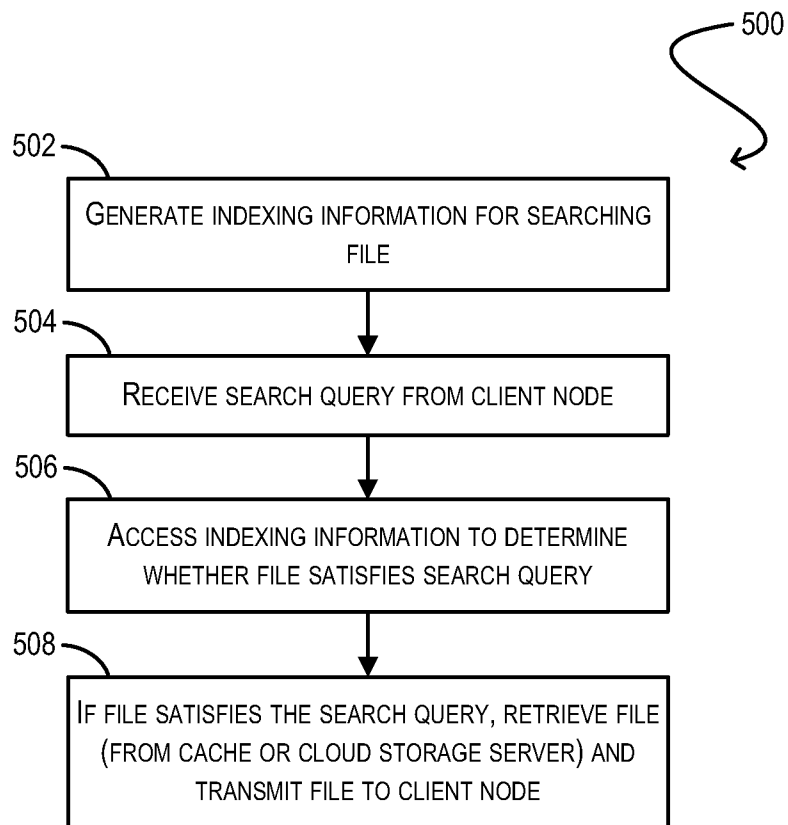 500
502
GENERATE INDEXING INFORMATION FOR SEARCHING
FILE
504
RECEIVE SEARCH QUERY FROM CLIENT NODE
506
ACCESS INDEXING INFORMATION TO DETERMINE
WHETHER FILE SATISFIES SEARCH QUERY
508
IF FILE SATISFIES THE SEARCH QUERY, RETRIEVE FILE
(FROM CACHE OR CLOUD STORAGE SERVER) AND
TRANSMIT FILE TO CLIENT NODE